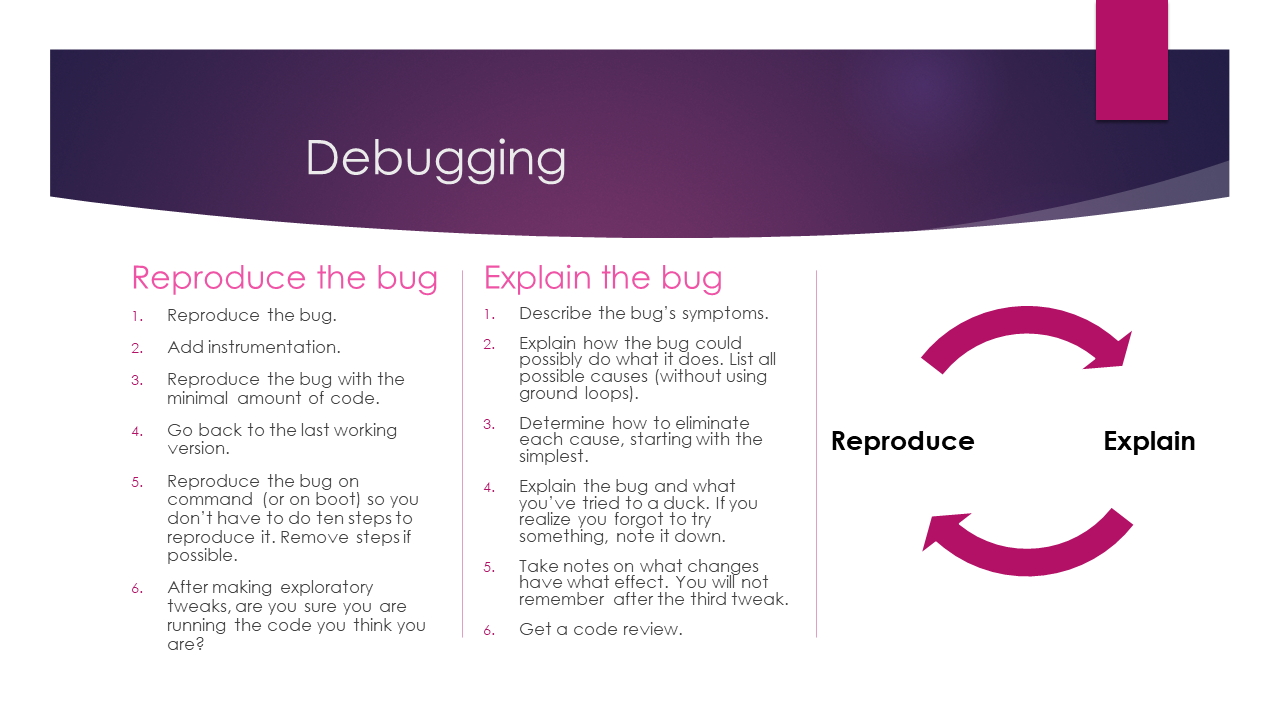 Debugging
Reproduce the bug
1. Reproduce the bug.
2. Add instrumentation.
3. Reproduce the bug with the
minimal amount of code.
4. Go back to the last working
version.
5. Reproduce the bug on
command (or on boot) so you
don't have to do ten steps to
reproduce it. Remove steps if
possible.
6. After making exploratory
tweaks, are you sure you are
running the code you think you
are?
Explain the bug
1. Describe the bug's symptoms.
2. Explain how the bug could
possibly do what it does. List all
possible causes (without using
ground loops).
3. Determine how to eliminate
each cause, starting with the
simplest.
4. Explain the bug and what
you've tried to a duck. If you
realize you forgot to try
something, note it down.
5. Take notes on what changes
have what effect. You will not
remember after the third tweak.
6. Get a code review.
Reproduce
Explain